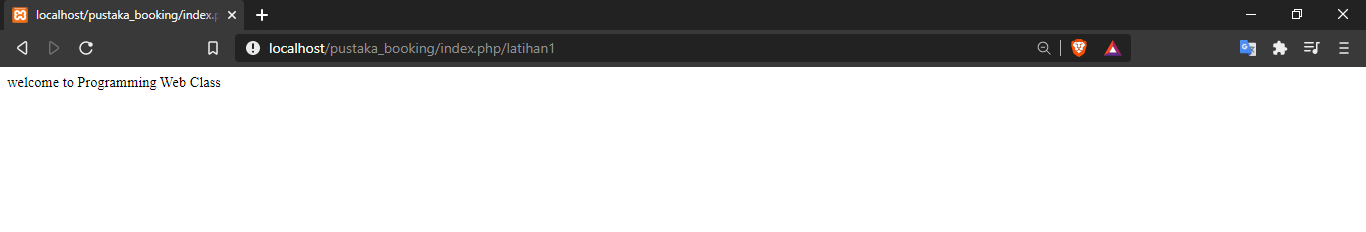 localhost/pustaka_booking/index.p
localhost/pustaka_booking/index.php/latihan1
welcome to Programming Web Class